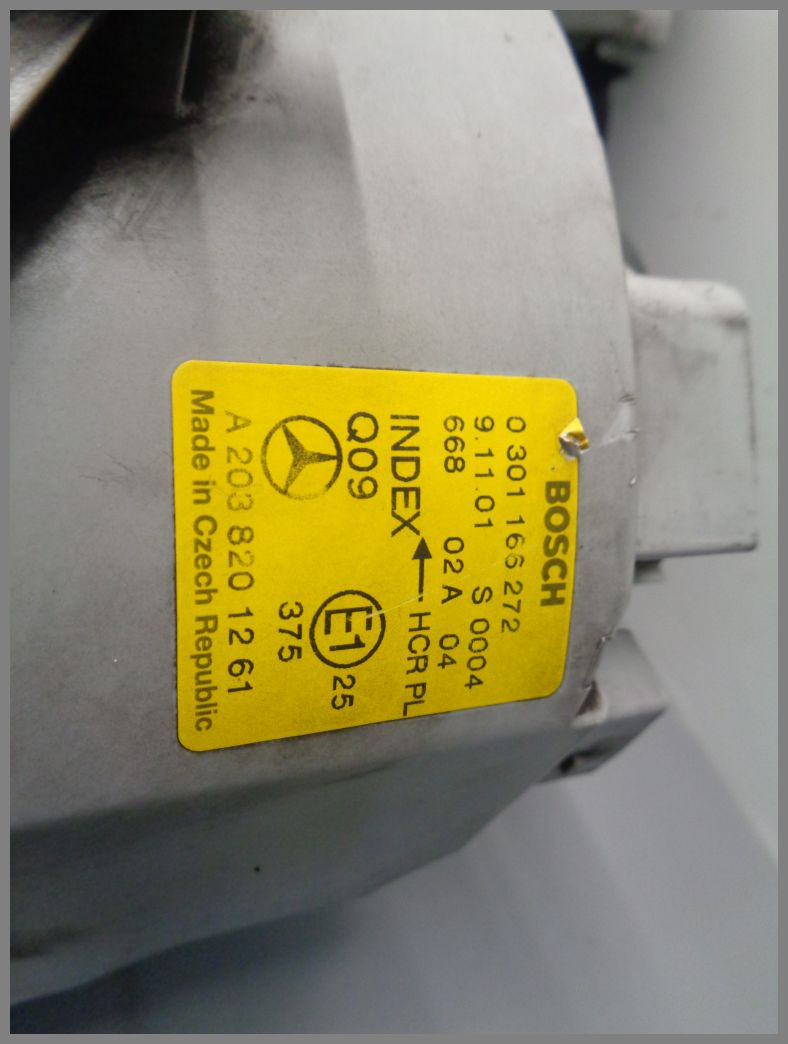 BOSCH
0 301 166 272
9.11.01 S 0004
668 02 A 04
INDEX HCR PL
Q09
E1 25
375
A 203 820 12 61
Made in Czech Republic